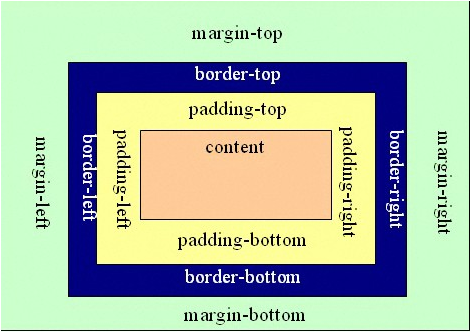 margin-top
border-top
padding-top
content
margin-left
border-left
padding-left
padding-right
border-right
margin-right
padding-bottom
border-bottom
margin-bottom